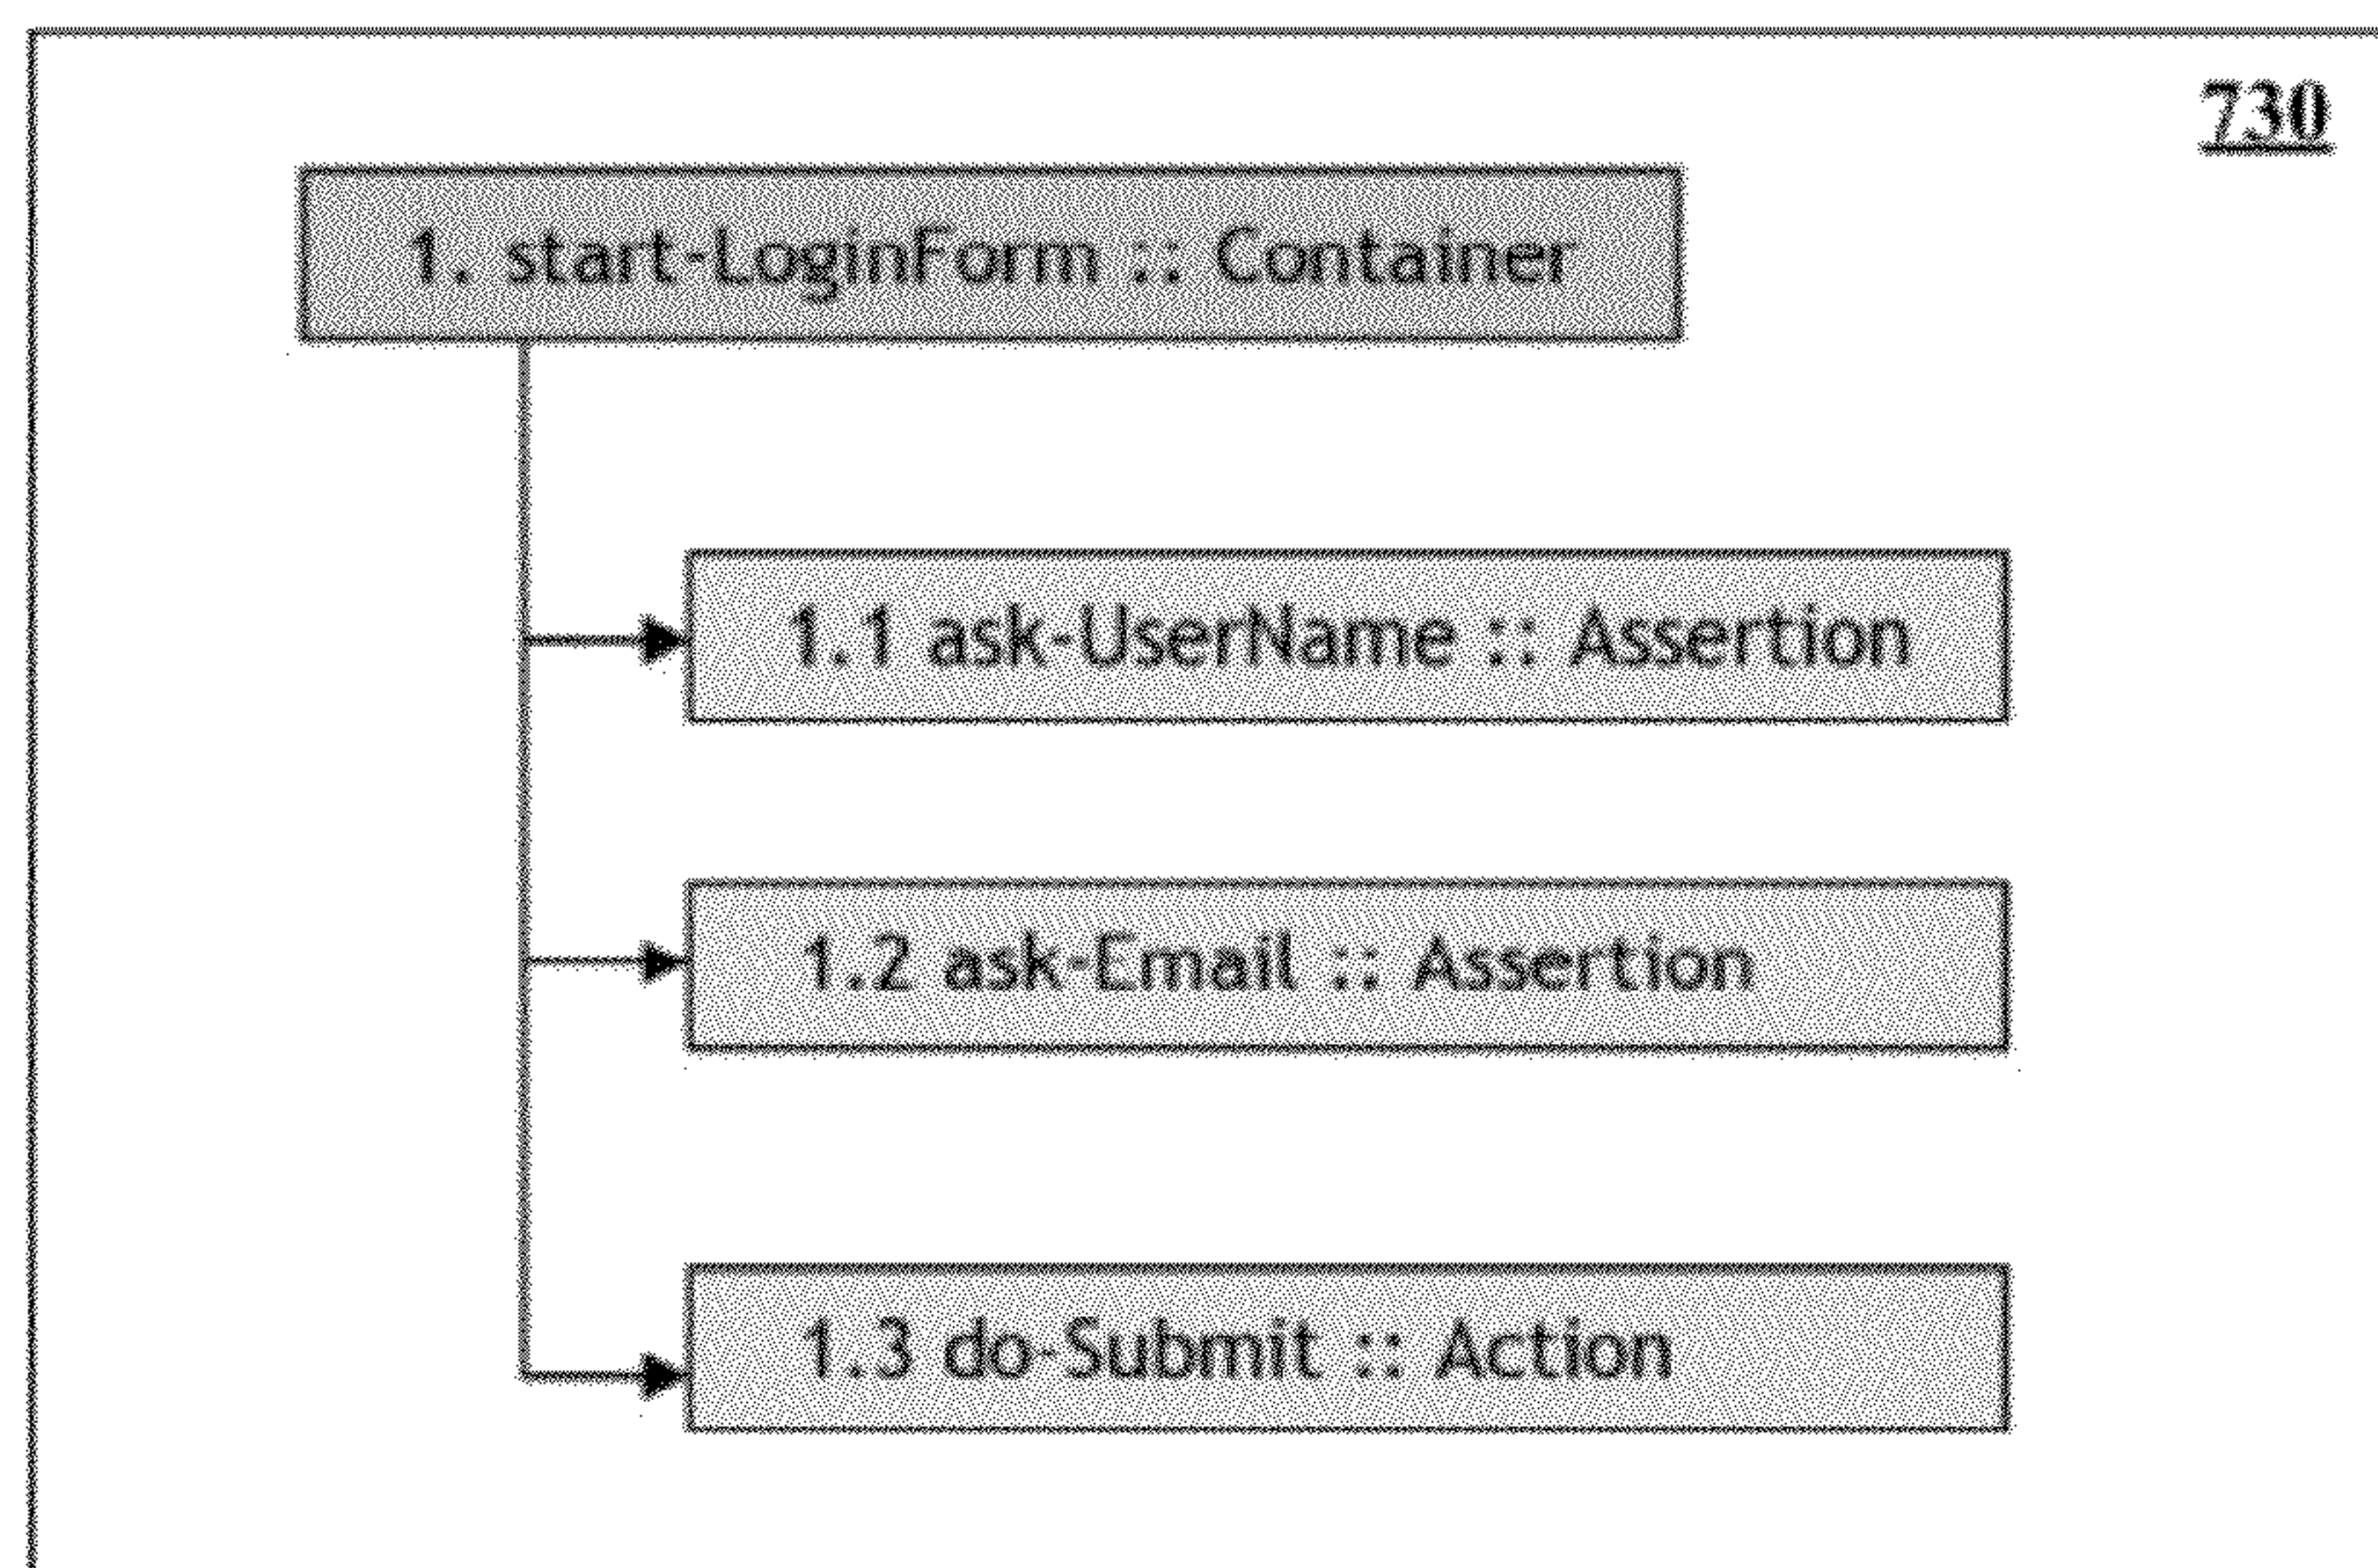 730
1. start-LoginForm :: Container
1.1 ask-UserName :: Assertion
1.2 ask-Email :: Assertion
1.3 do-Submit :: Action